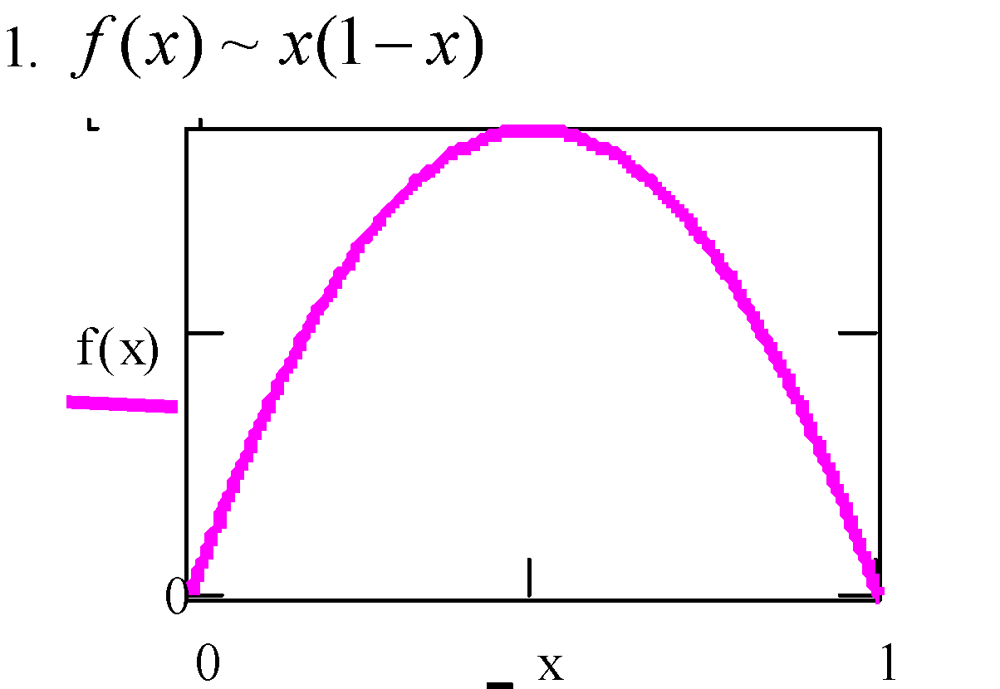 1. f(x) ~ x(1 − x)
f(x)
0
0 x 1